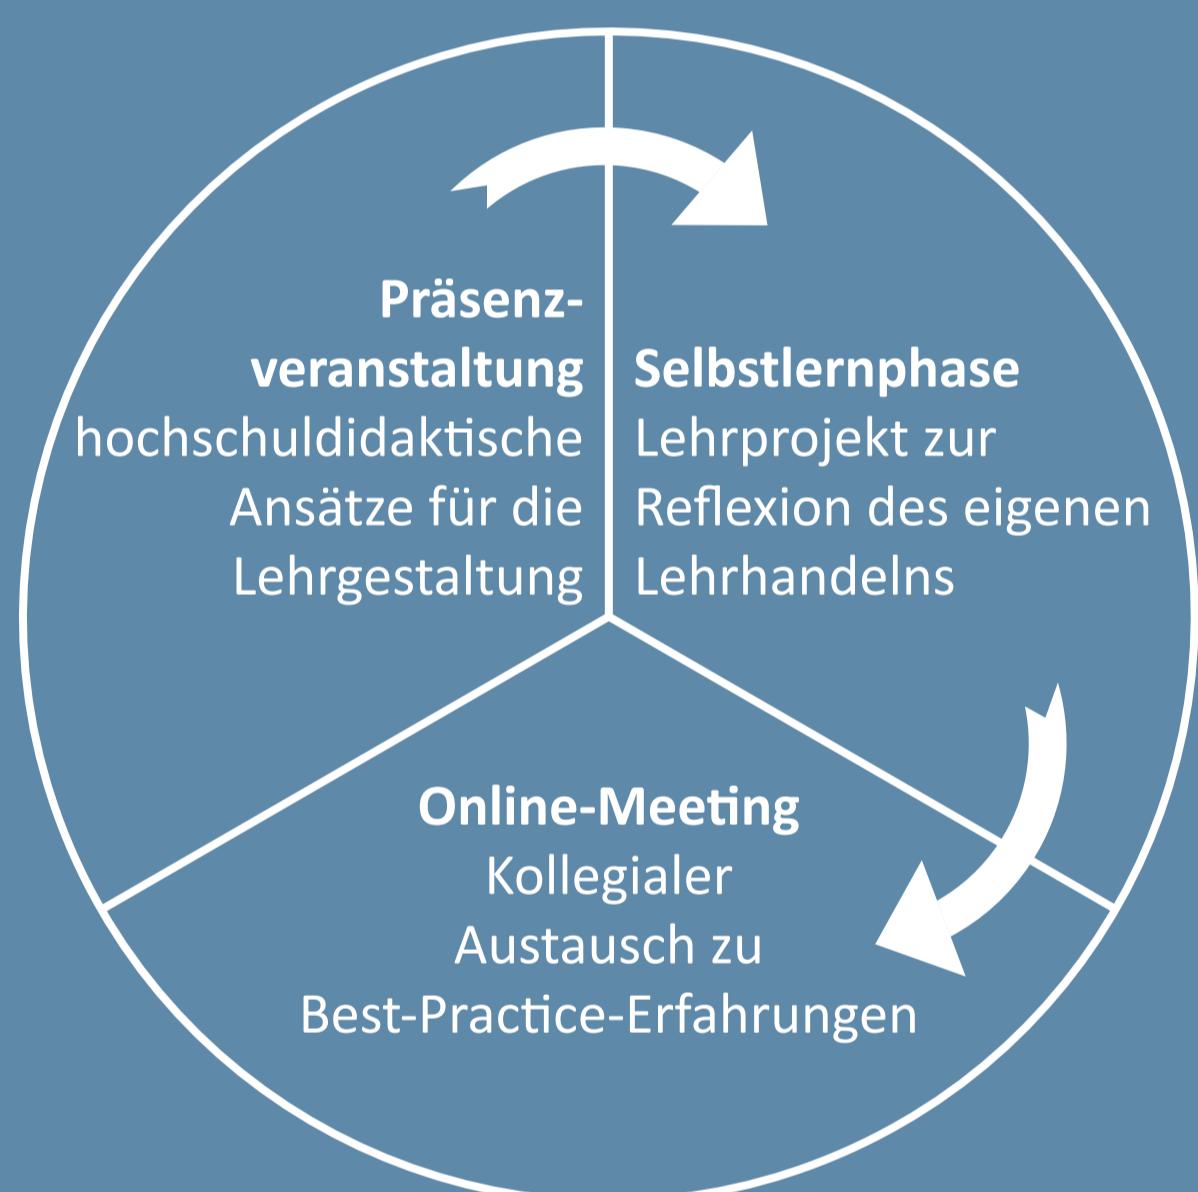 Präsenz-
veranstaltung
hochschuldidaktische
Ansätze für die
Lehrgestaltung
Selbstlernphase
Lehrprojekt zur
Reflexion des eigenen
Lehrhandelns
Online-Meeting
Kollegialer
Austausch zu
Best-Practice-Erfahrungen